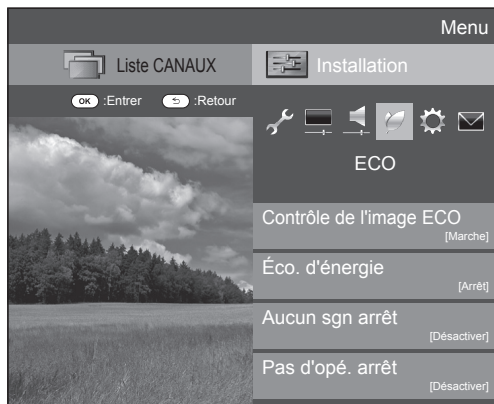 Menu
Liste CANAUX
Installation
OK :Entrer :Retour
ECO
Contrôle de l'image ECO
[Marche]
Éco. d'énergie
[Arrêt]
Aucun sgn arrêt
[Désactiver]
Pas d'opé. arrêt
[Désactiver]